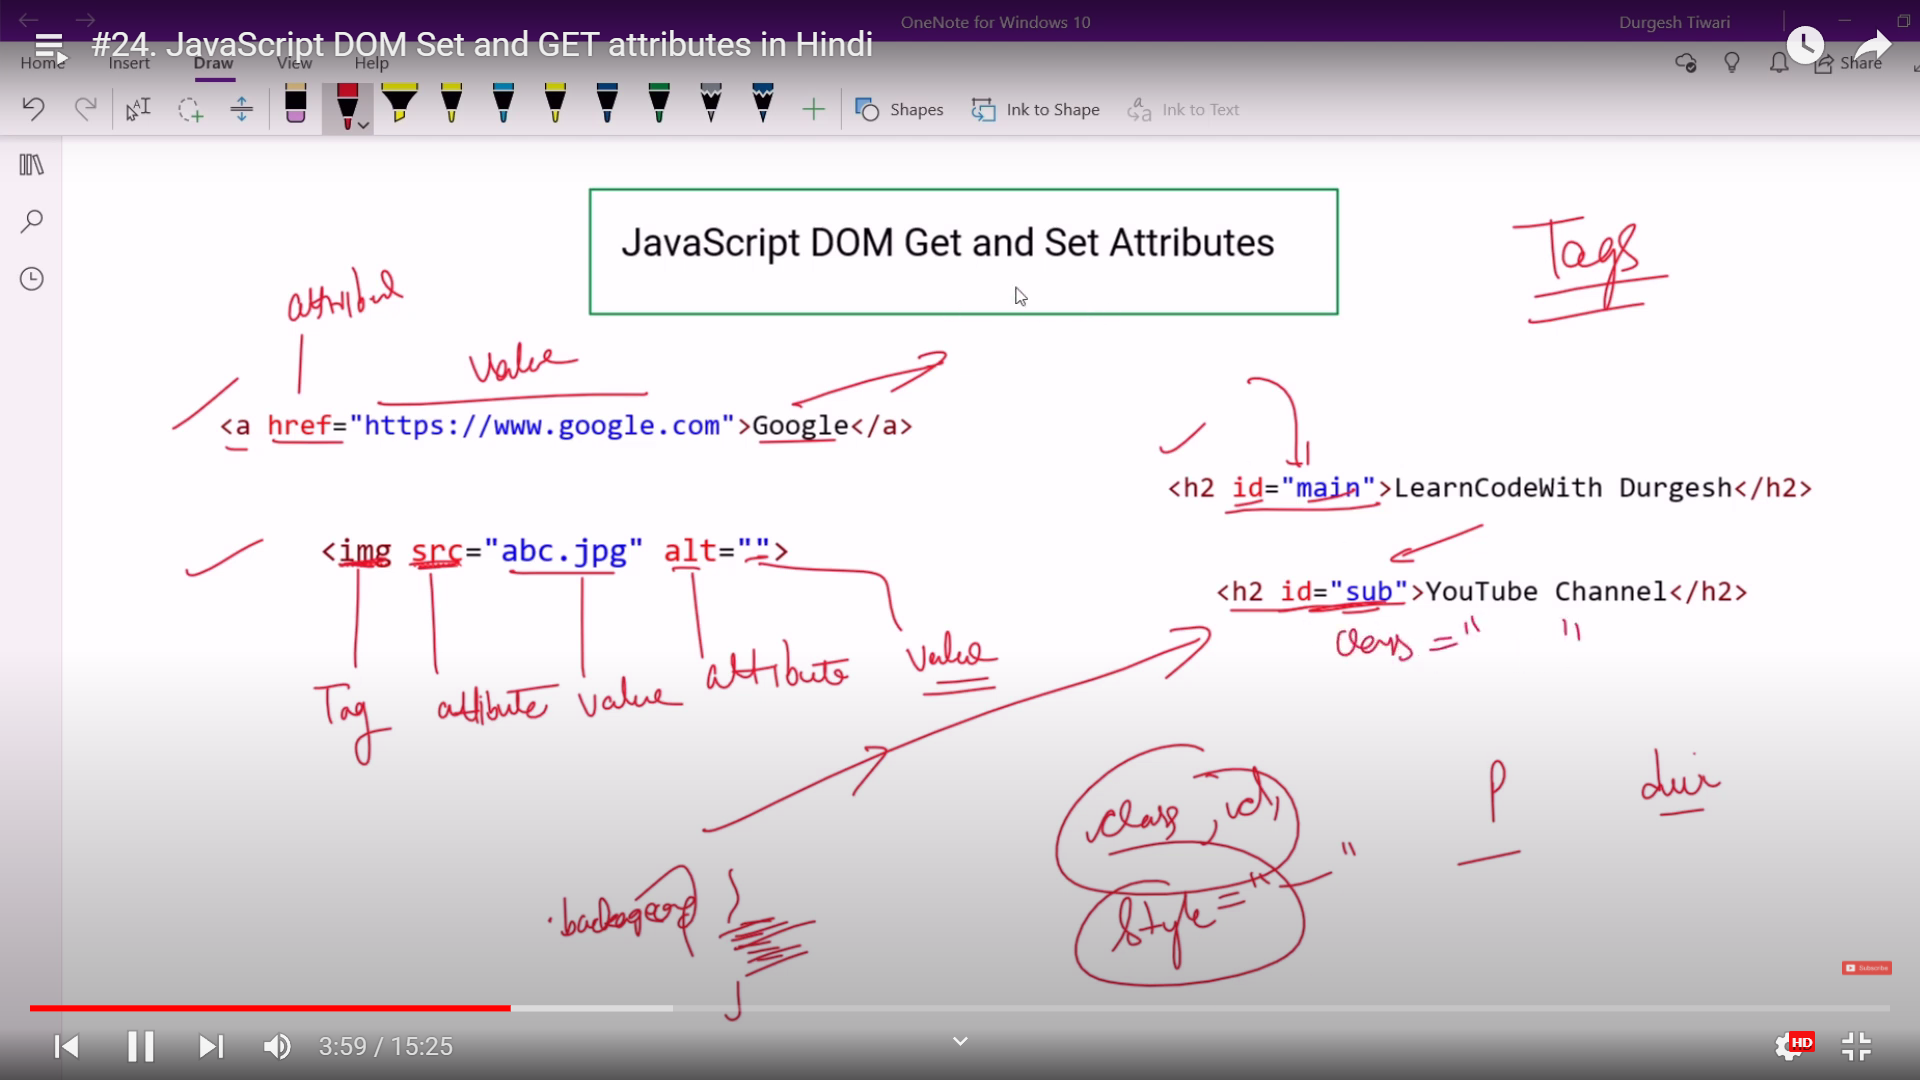 OneNote for Windows 10
Durgesh Tiwari
#24. JavaScript DOM Set and GET attributes in Hindi
Home Insert Draw View Help
Share
Shapes Ink to Shape Ink to Text
JavaScript DOM Get and Set Attributes
Tags
value
<a href="https://www.google.com">Google</a>
<h2 id="main">LearnCodeWith Durgesh</h2>
<img src="abc.jpg" alt="">
<h2 id="sub">YouTube Channel</h2>
class =" "
Tag attribute value attribute value
class, id,
P
style=" "
Subscribe
3:59 / 15:25
HD